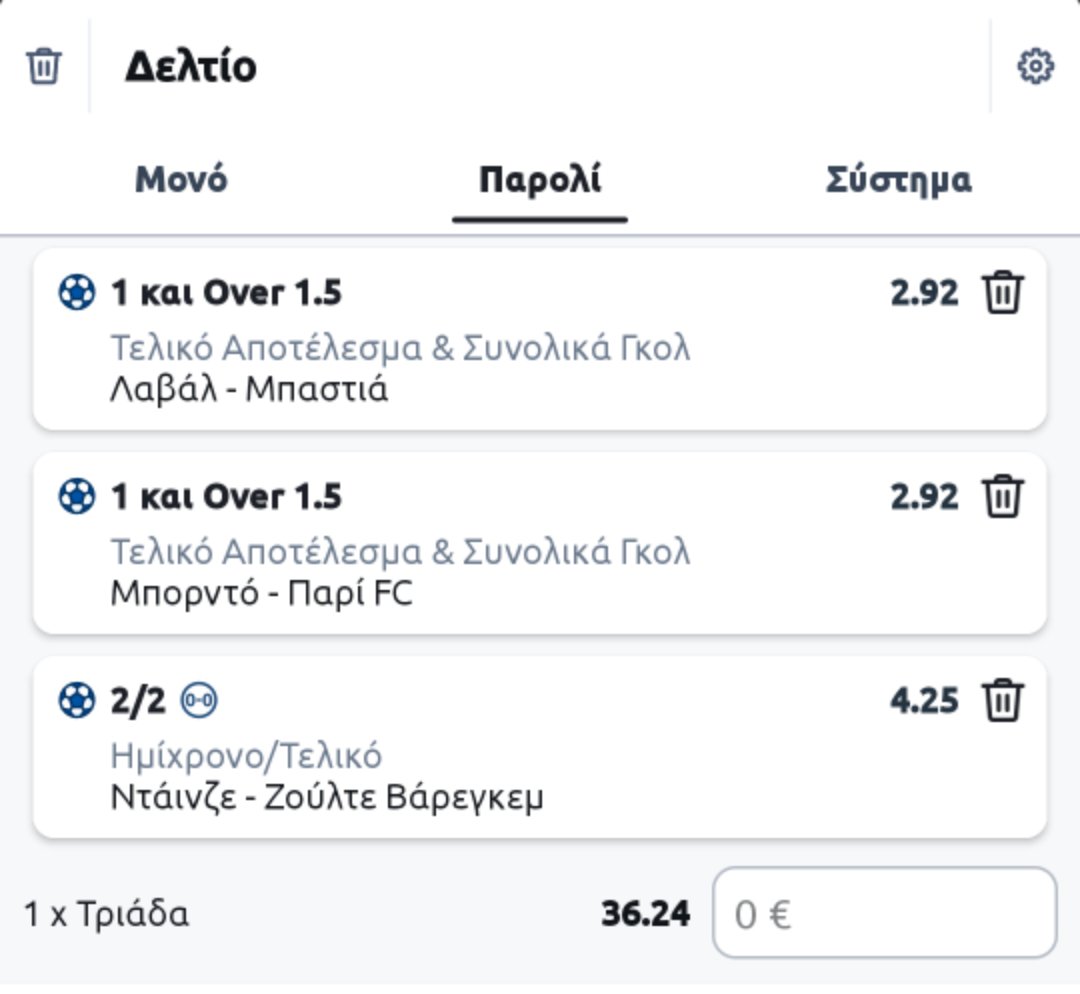 Δελτίο
Μονό Παρολί Σύστημα
1 και Over 1.5 2.92
Τελικό Αποτέλεσμα & Συνολικά Γκολ
Λαβάλ - Μπαστιά
1 και Over 1.5 2.92
Τελικό Αποτέλεσμα & Συνολικά Γκολ
Μπορντό - Παρί FC
2/2 0-0 4.25
Ημίχρονο/Τελικό
Ντάινζε - Ζούλτε Βάρεγκεμ
1 x Τριάδα 36.24 0 €